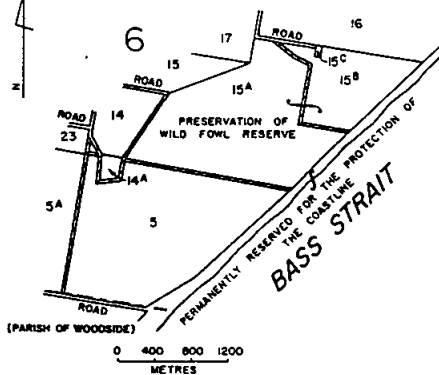 6
16
17
ROAD
15C
15
15B
ROAD
15A
14
ROAD
PRESERVATION OF
WILD FOWL RESERVE
23
14A
5A
5
PERMANENTLY RESERVED FOR THE PROTECTION OF
THE COASTLINE
BASS STRAIT
N
ROAD
(PARISH OF WOODSIDE)
0 400 800 1200
METRES